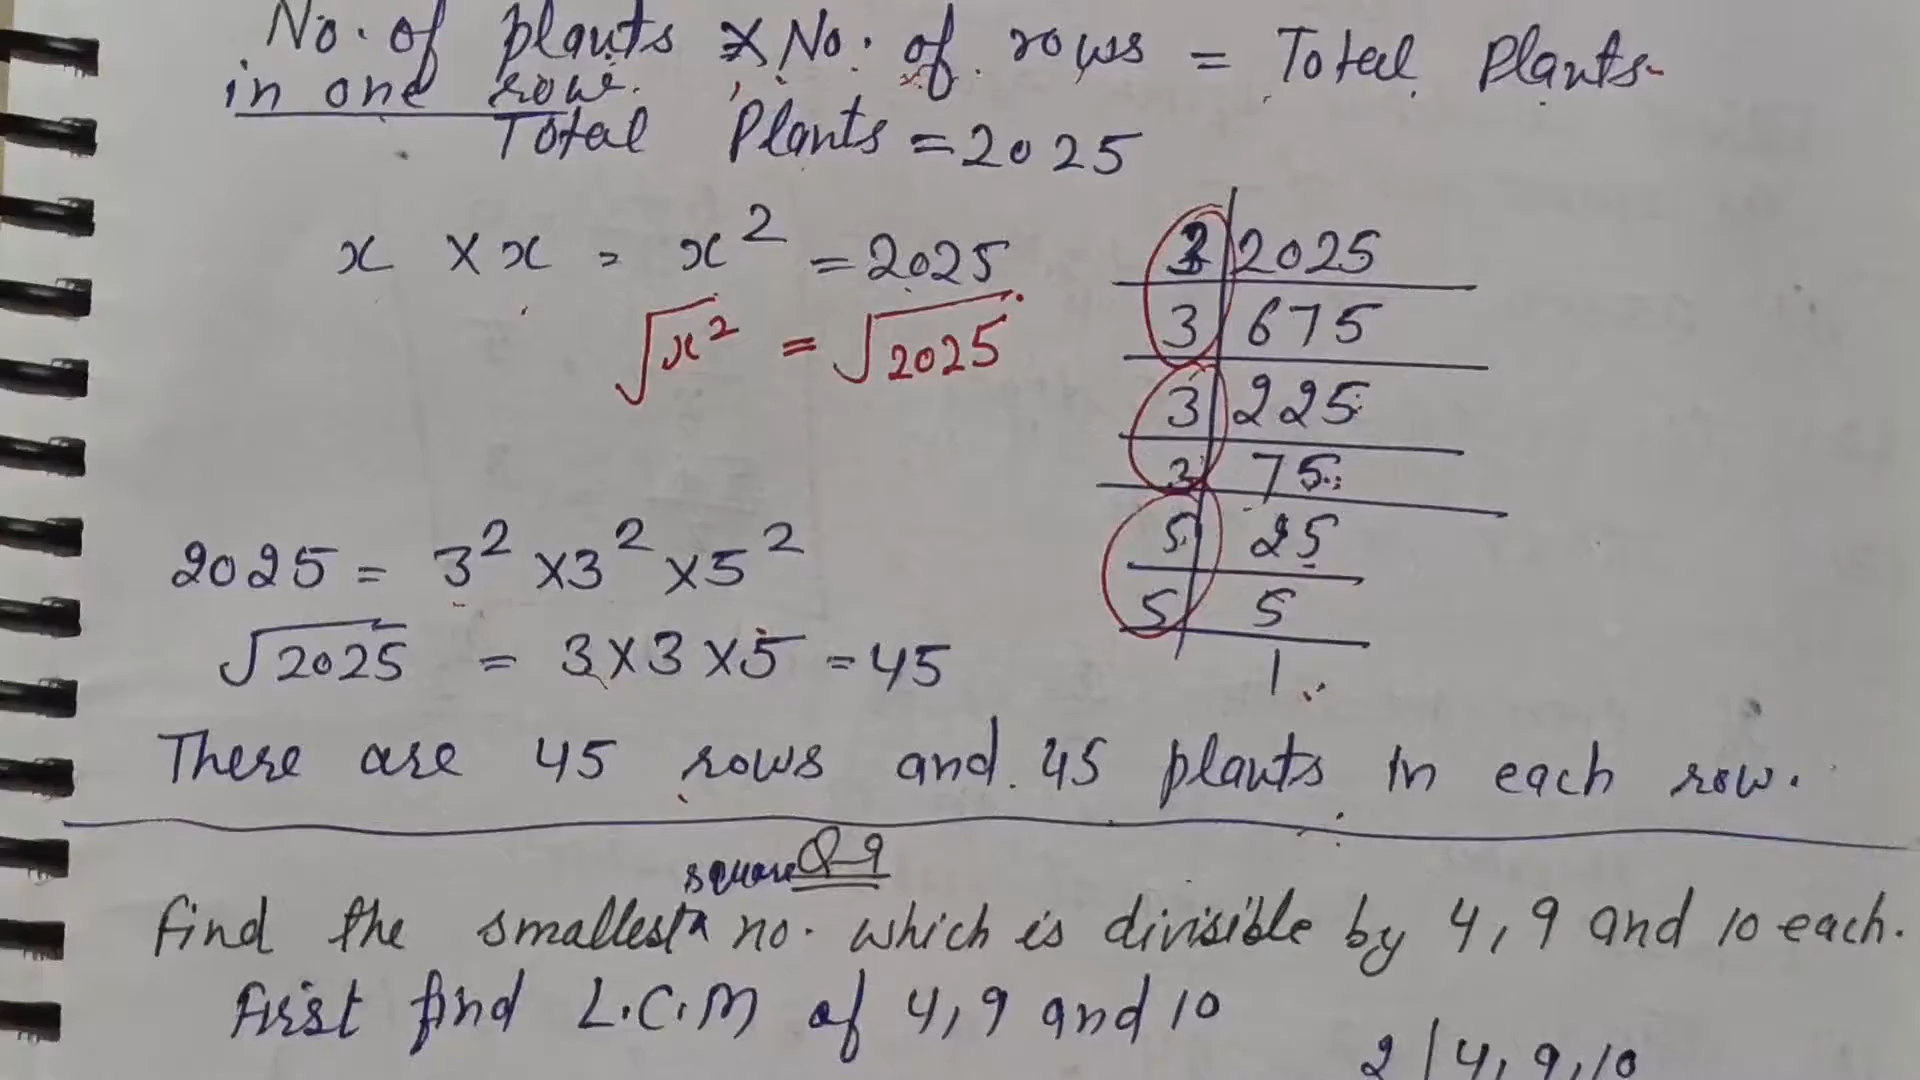 No. of plants × No. of rows = Total Plants
in one row.
Total Plants = 2025
x × x = x² = 2025
√x² = √2025
3 | 2025
3 | 675
3 | 225
3 | 75
5 | 25
5 | 5
1
2025 = 3² × 3² × 5²
√2025 = 3 × 3 × 5 = 45
There are 45 rows and 45 plants in each row.
Q-9
square
Find the smallest ^ no. which is divisible by 4, 9 and 10 each.
First find L.C.M of 4, 9 and 10
2 | 4, 9, 10